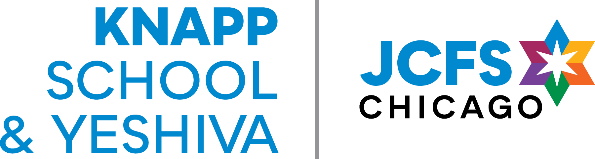 KNAPP
SCHOOL
& YESHIVA
JCFS
CHICAGO